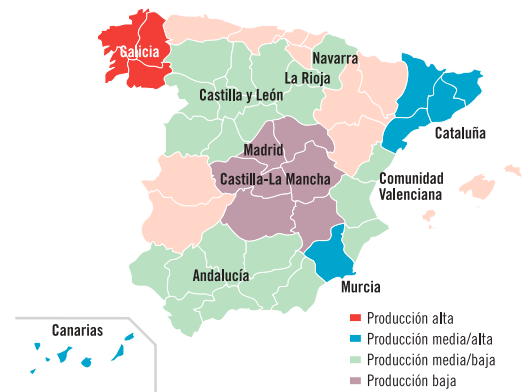 Galicia
Navarra
La Rioja
Castilla y León
Cataluña
Madrid
Castilla-La Mancha
Comunidad
Valenciana
Andalucía
Murcia
Canarias
Producción alta
Producción media/alta
Producción media/baja
Producción baja